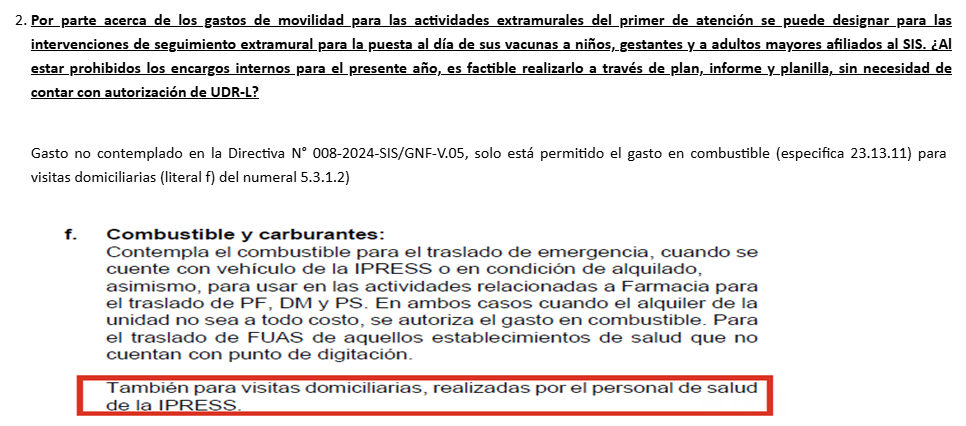 2. Por parte acerca de los gastos de movilidad para las actividades extramurales del primer de atención se puede designar para las
intervenciones de seguimiento extramural para la puesta al día de sus vacunas a niños, gestantes y a adultos mayores afiliados al SIS. ¿Al
estar prohibidos los encargos internos para el presente año, es factible realizarlo a través de plan, informe y planilla, sin necesidad de
contar con autorización de UDR-L?
Gasto no contemplado en la Directiva N° 008-2024-SIS/GNF-V.05, solo está permitido el gasto en combustible (especifica 23.13.11) para
visitas domiciliarias (literal f) del numeral 5.3.1.2)
f. Combustible y carburantes:
Contempla el combustible para el traslado de emergencia, cuando se
cuente con vehículo de la IPRESS o en condición de alquilado,
asimismo, para usar en las actividades relacionadas a Farmacia para
el traslado de PF, DM y PS. En ambos casos cuando el alquiler de la
unidad no sea a todo costo, se autoriza el gasto en combustible. Para
el traslado de FUAS de aquellos establecimientos de salud que no
cuentan con punto de digitación.
También para visitas domiciliarias, realizadas por el personal de salud
de la IPRESS.